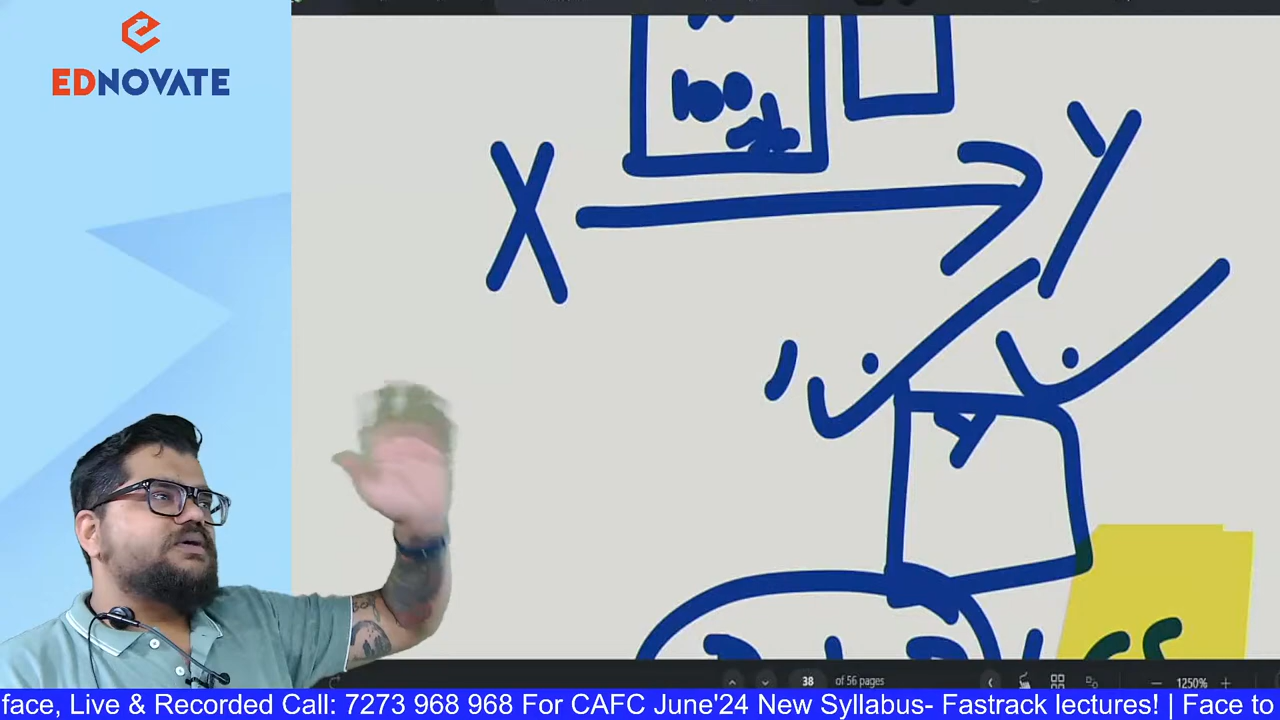 EDNOVATE
100
X
Y
38 of 56 pages
1250%
face, Live & Recorded Call: 7273 968 968 For CAFC June'24 New Syllabus- Fastrack lectures! | Face to